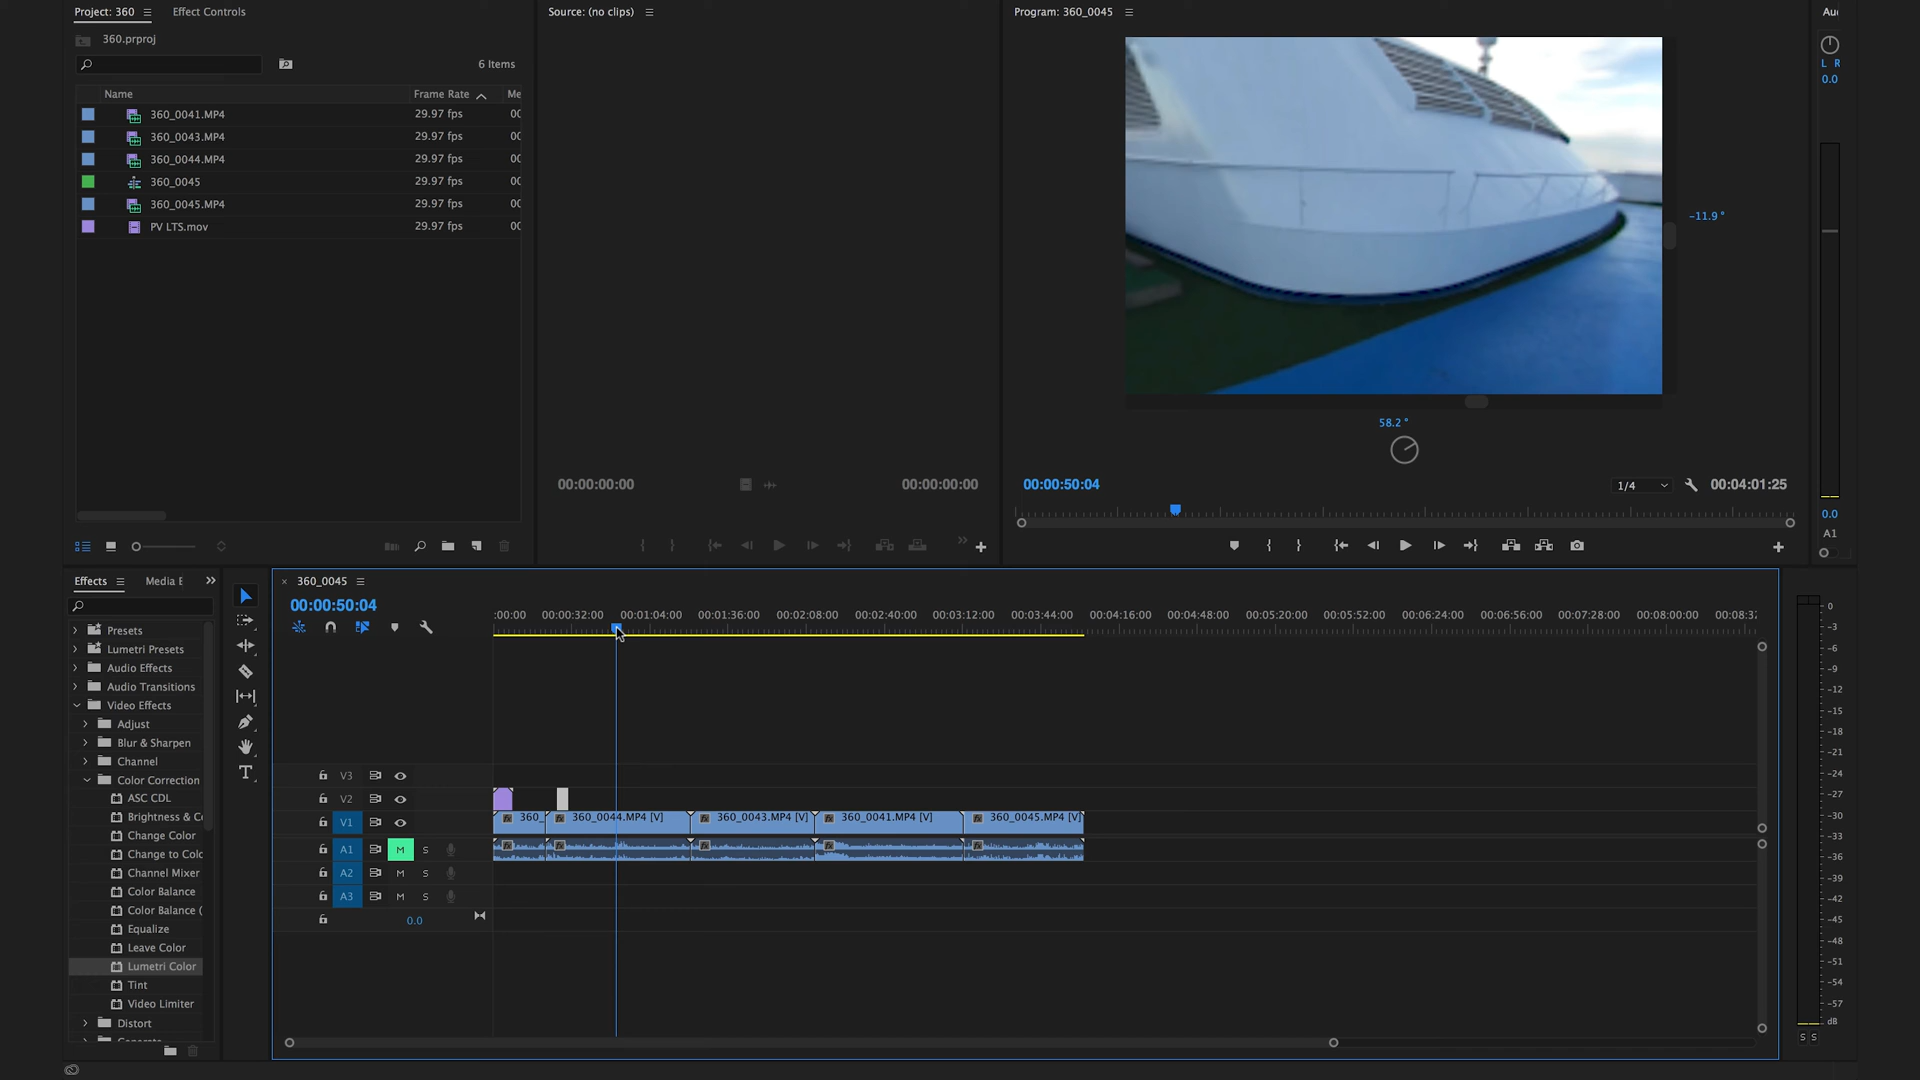 Project: 360
Effect Controls
Source: (no clips)
Program: 360_0045
360.prproj
6 Items
Name
Frame Rate
360_0041.MP4
29.97 fps
360_0043.MP4
29.97 fps
360_0044.MP4
29.97 fps
360_0045
29.97 fps
360_0045.MP4
29.97 fps
PV LTS.mov
29.97 fps
-11.9 °
58.2 °
L R
0.0
00:00:00:00
00:00:00:00
00:00:50:04
1/4
00:04:01:25
0.0
A1
Effects
Media E
360_0045
00:00:50:04
:00:00
00:00:32:00
00:01:04:00
00:01:36:00
00:02:08:00
00:02:40:00
00:03:12:00
00:03:44:00
00:04:16:00
00:04:48:00
00:05:20:00
00:05:52:00
00:06:24:00
00:06:56:00
00:07:28:00
00:08:00:00
00:08:32
Presets
Lumetri Presets
Audio Effects
Audio Transitions
Video Effects
Adjust
Blur & Sharpen
Channel
Color Correction
ASC CDL
Brightness & Co
Change Color
Change to Colo
Channel Mixer
Color Balance
Color Balance (
Equalize
Leave Color
Lumetri Color
Tint
Video Limiter
Distort
V3
V2
V1
fx 360_
fx 360_0044.MP4 [V]
fx 360_0043.MP4 [V]
fx 360_0041.MP4 [V]
fx 360_0045.MP4 [V]
A1 M S
A2 M S
A3 M S
0.0
0
-3
-6
-9
-12
-15
-18
-21
-24
-27
-30
-33
-36
-39
-42
-45
-48
-51
-54
-57
dB
S S